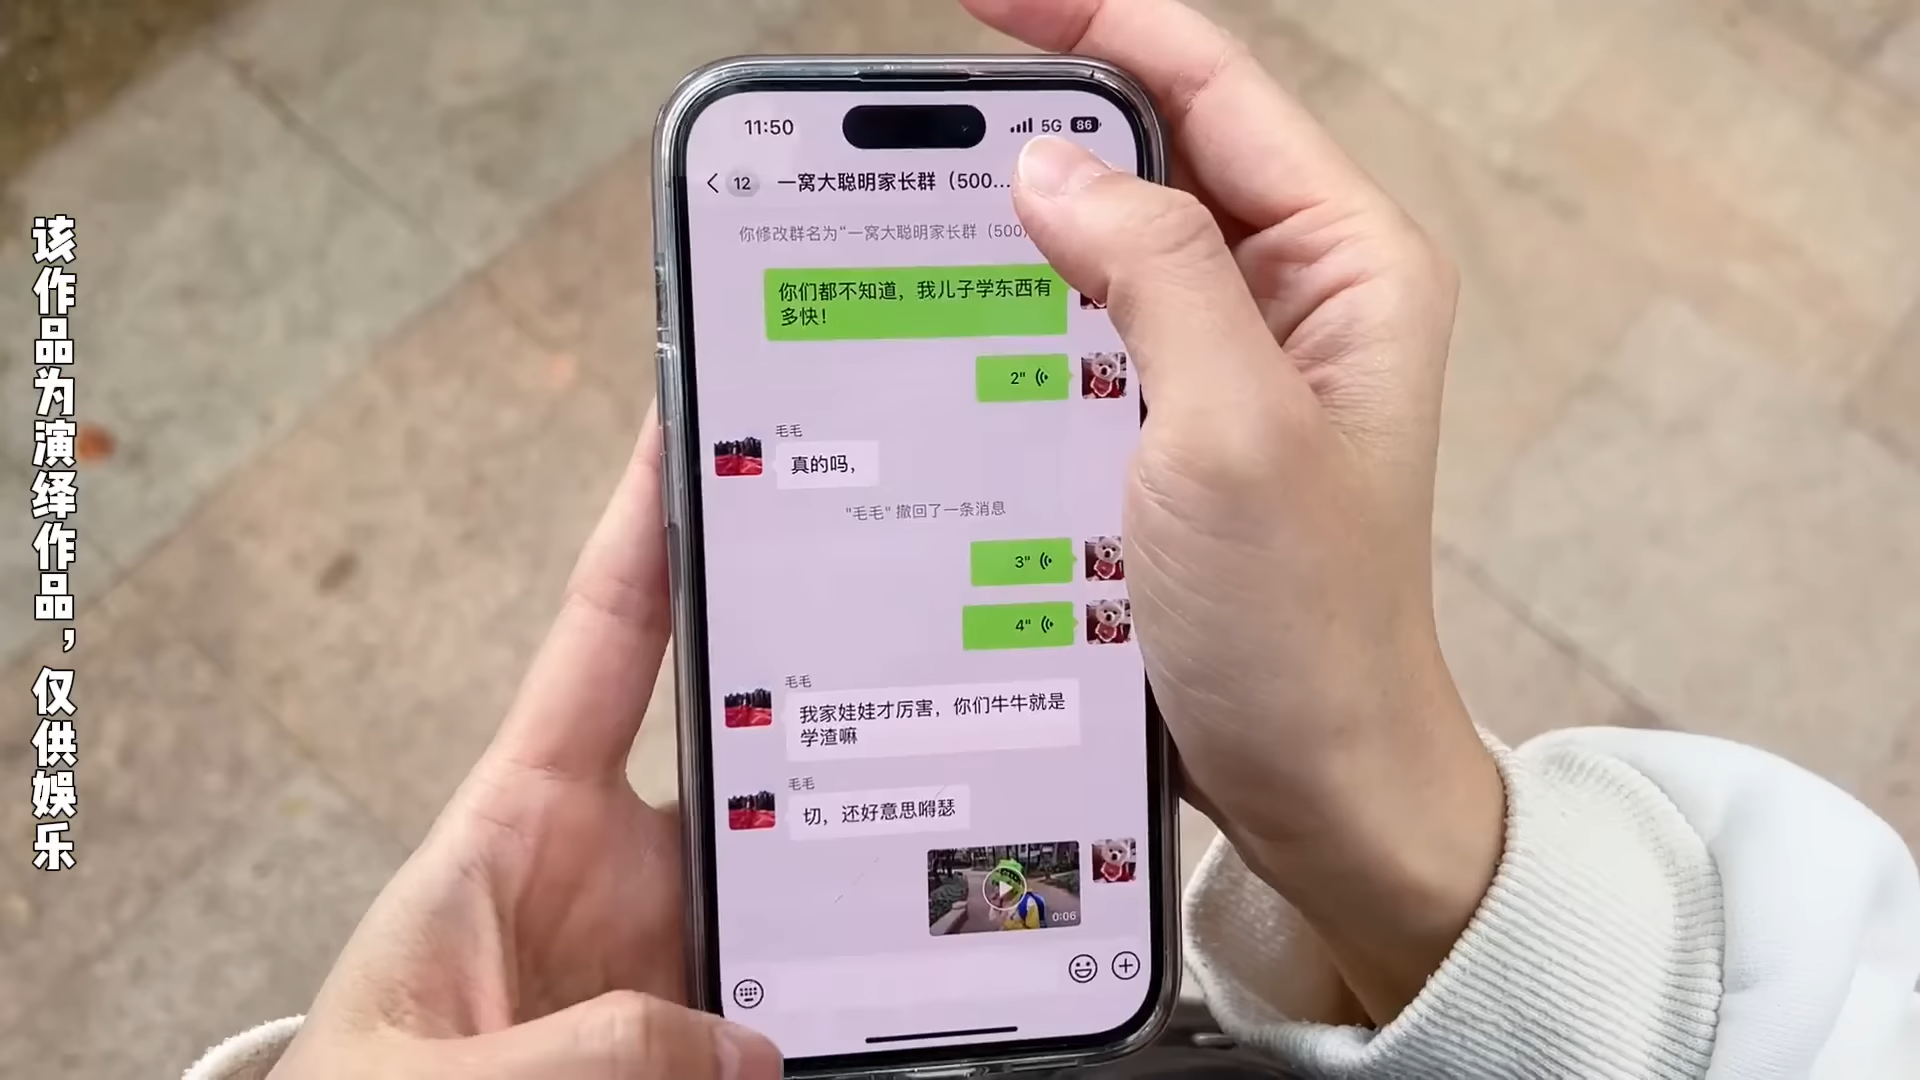 该作品为演绎作品，仅供娱乐
11:50
5G
86
12
一窝大聪明家长群（500...
你修改群名为“一窝大聪明家长群（500）
你们都不知道，我儿子学东西有
多快！
2"
毛毛
真的吗，
"毛毛" 撤回了一条消息
3"
4"
毛毛
我家娃娃才厉害，你们牛牛就是
学渣嘛
毛毛
切，还好意思嘚瑟
0:06